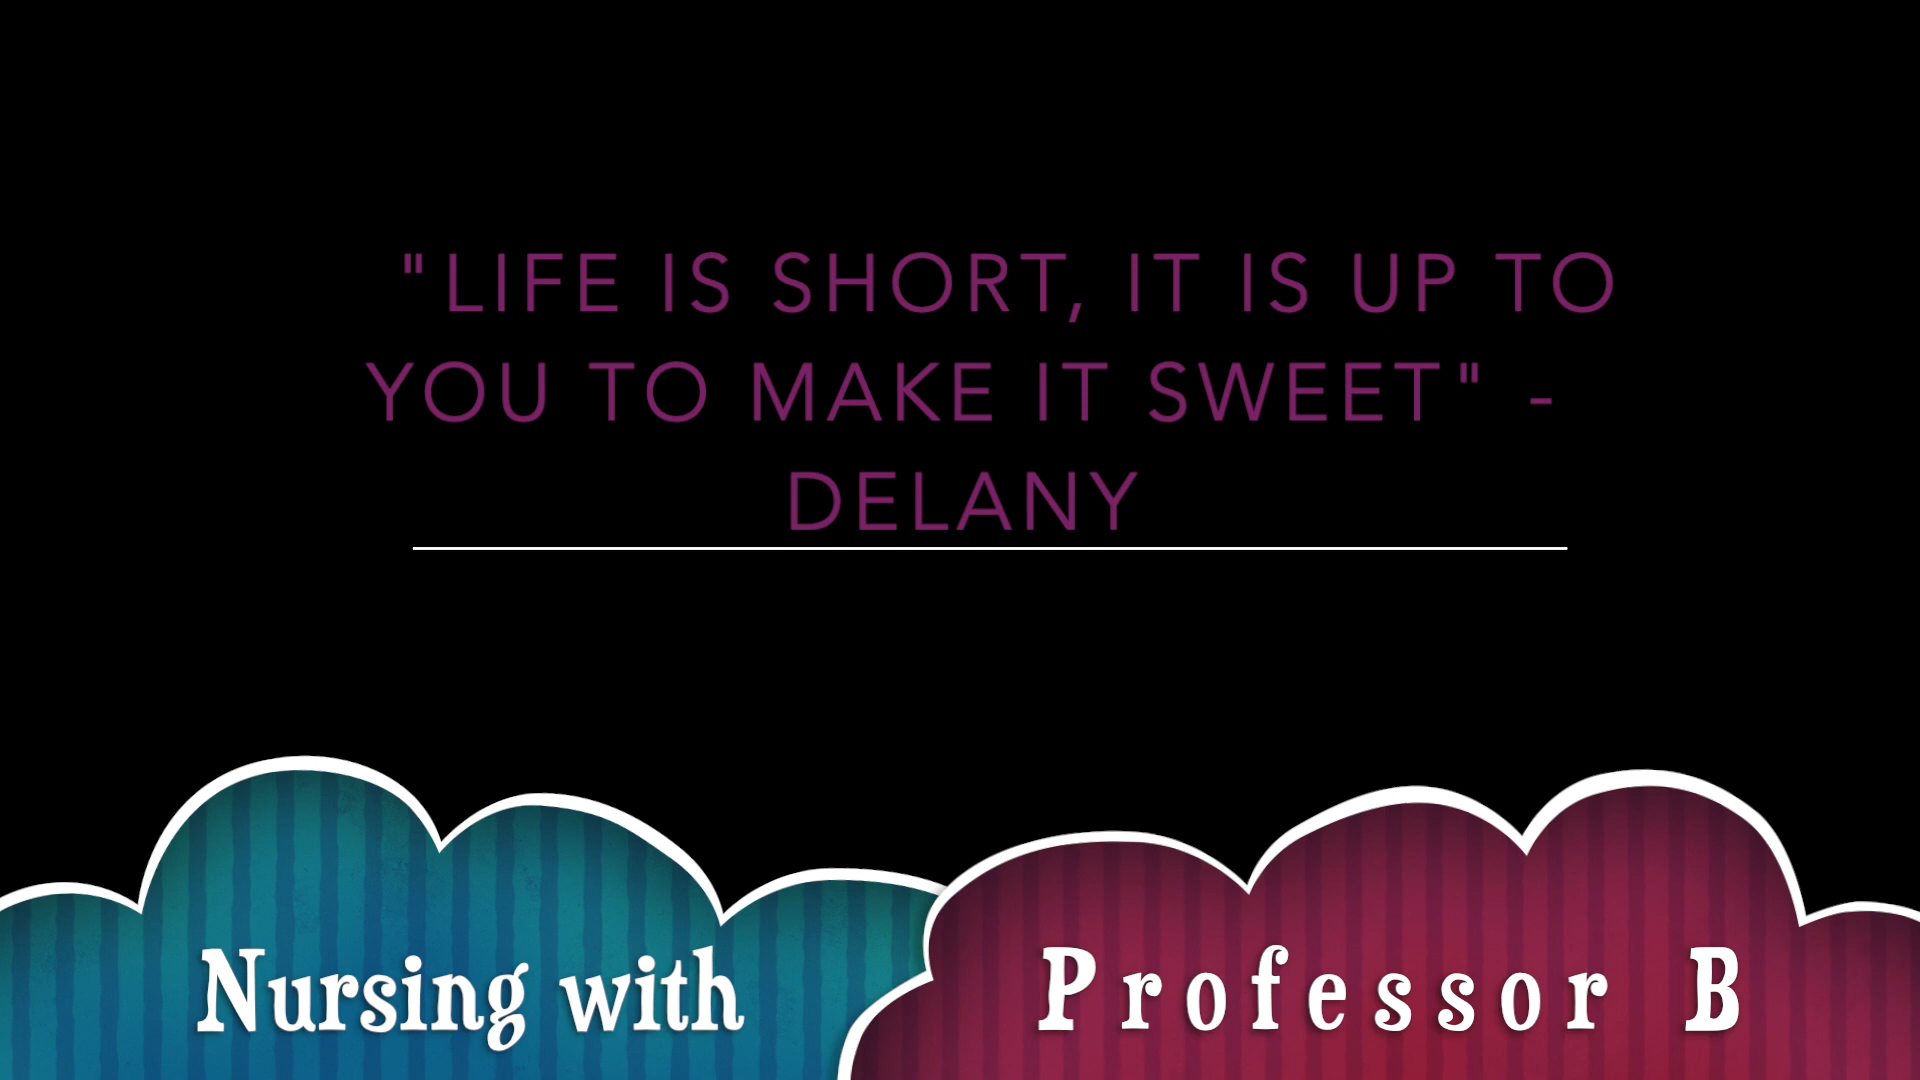 "LIFE IS SHORT, IT IS UP TO
YOU TO MAKE IT SWEET" -
DELANY
Nursing with
Professor B